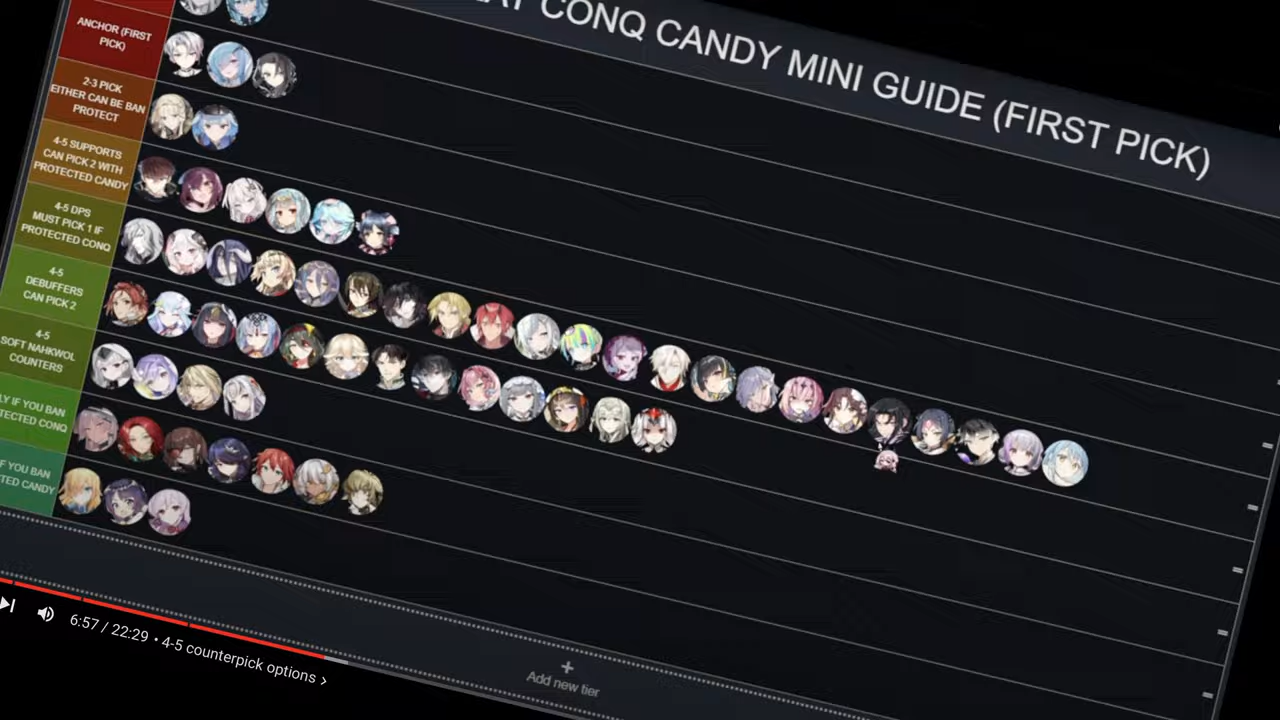 CONQ CANDY MINI GUIDE (FIRST PICK)
ANCHOR (FIRST
PICK)
2-3 PICK
EITHER CAN BE BAN
PROTECT
4-5 SUPPORTS
CAN PICK 2 WITH
PROTECTED CANDY
4-5 DPS
MUST PICK 1 IF
PROTECTED CONQ
4-5
DEBUFFERS
CAN PICK 2
4-5
SOFT NAHKWOL
COUNTERS
LY IF YOU BAN
TECTED CONQ
F YOU BAN
TED CANDY
6:57 / 22:29 • 4-5 counterpick options >
+
Add new tier